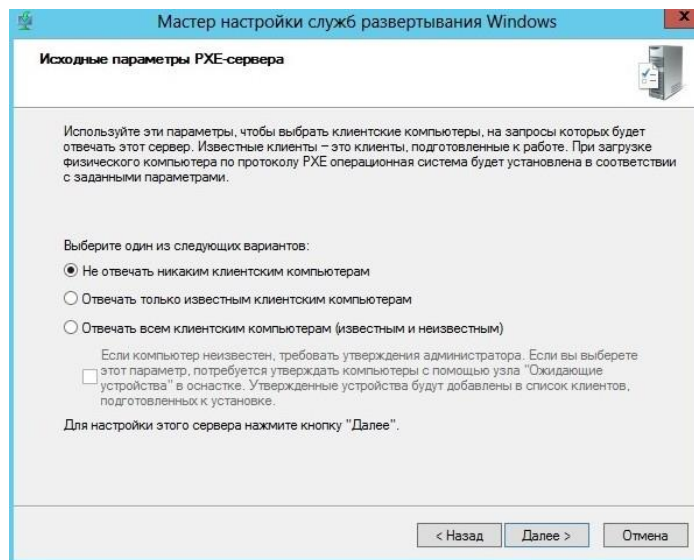 Мастер настройки служб развертывания Windows
x
Исходные параметры PXE-сервера
Используйте эти параметры, чтобы выбрать клиентские компьютеры, на запросы которых будет
отвечать этот сервер. Известные клиенты – это клиенты, подготовленные к работе. При загрузке
физического компьютера по протоколу PXE операционная система будет установлена в соответствии
с заданными параметрами.
Выберите один из следующих вариантов:
Не отвечать никаким клиентским компьютерам
Отвечать только известным клиентским компьютерам
Отвечать всем клиентским компьютерам (известным и неизвестным)
Если компьютер неизвестен, требовать утверждения администратора. Если вы выберете
этот параметр, потребуется утверждать компьютеры с помощью узла "Ожидающие
устройства" в оснастке. Утвержденные устройства будут добавлены в список клиентов,
подготовленных к установке.
Для настройки этого сервера нажмите кнопку "Далее".
< Назад Далее > Отмена